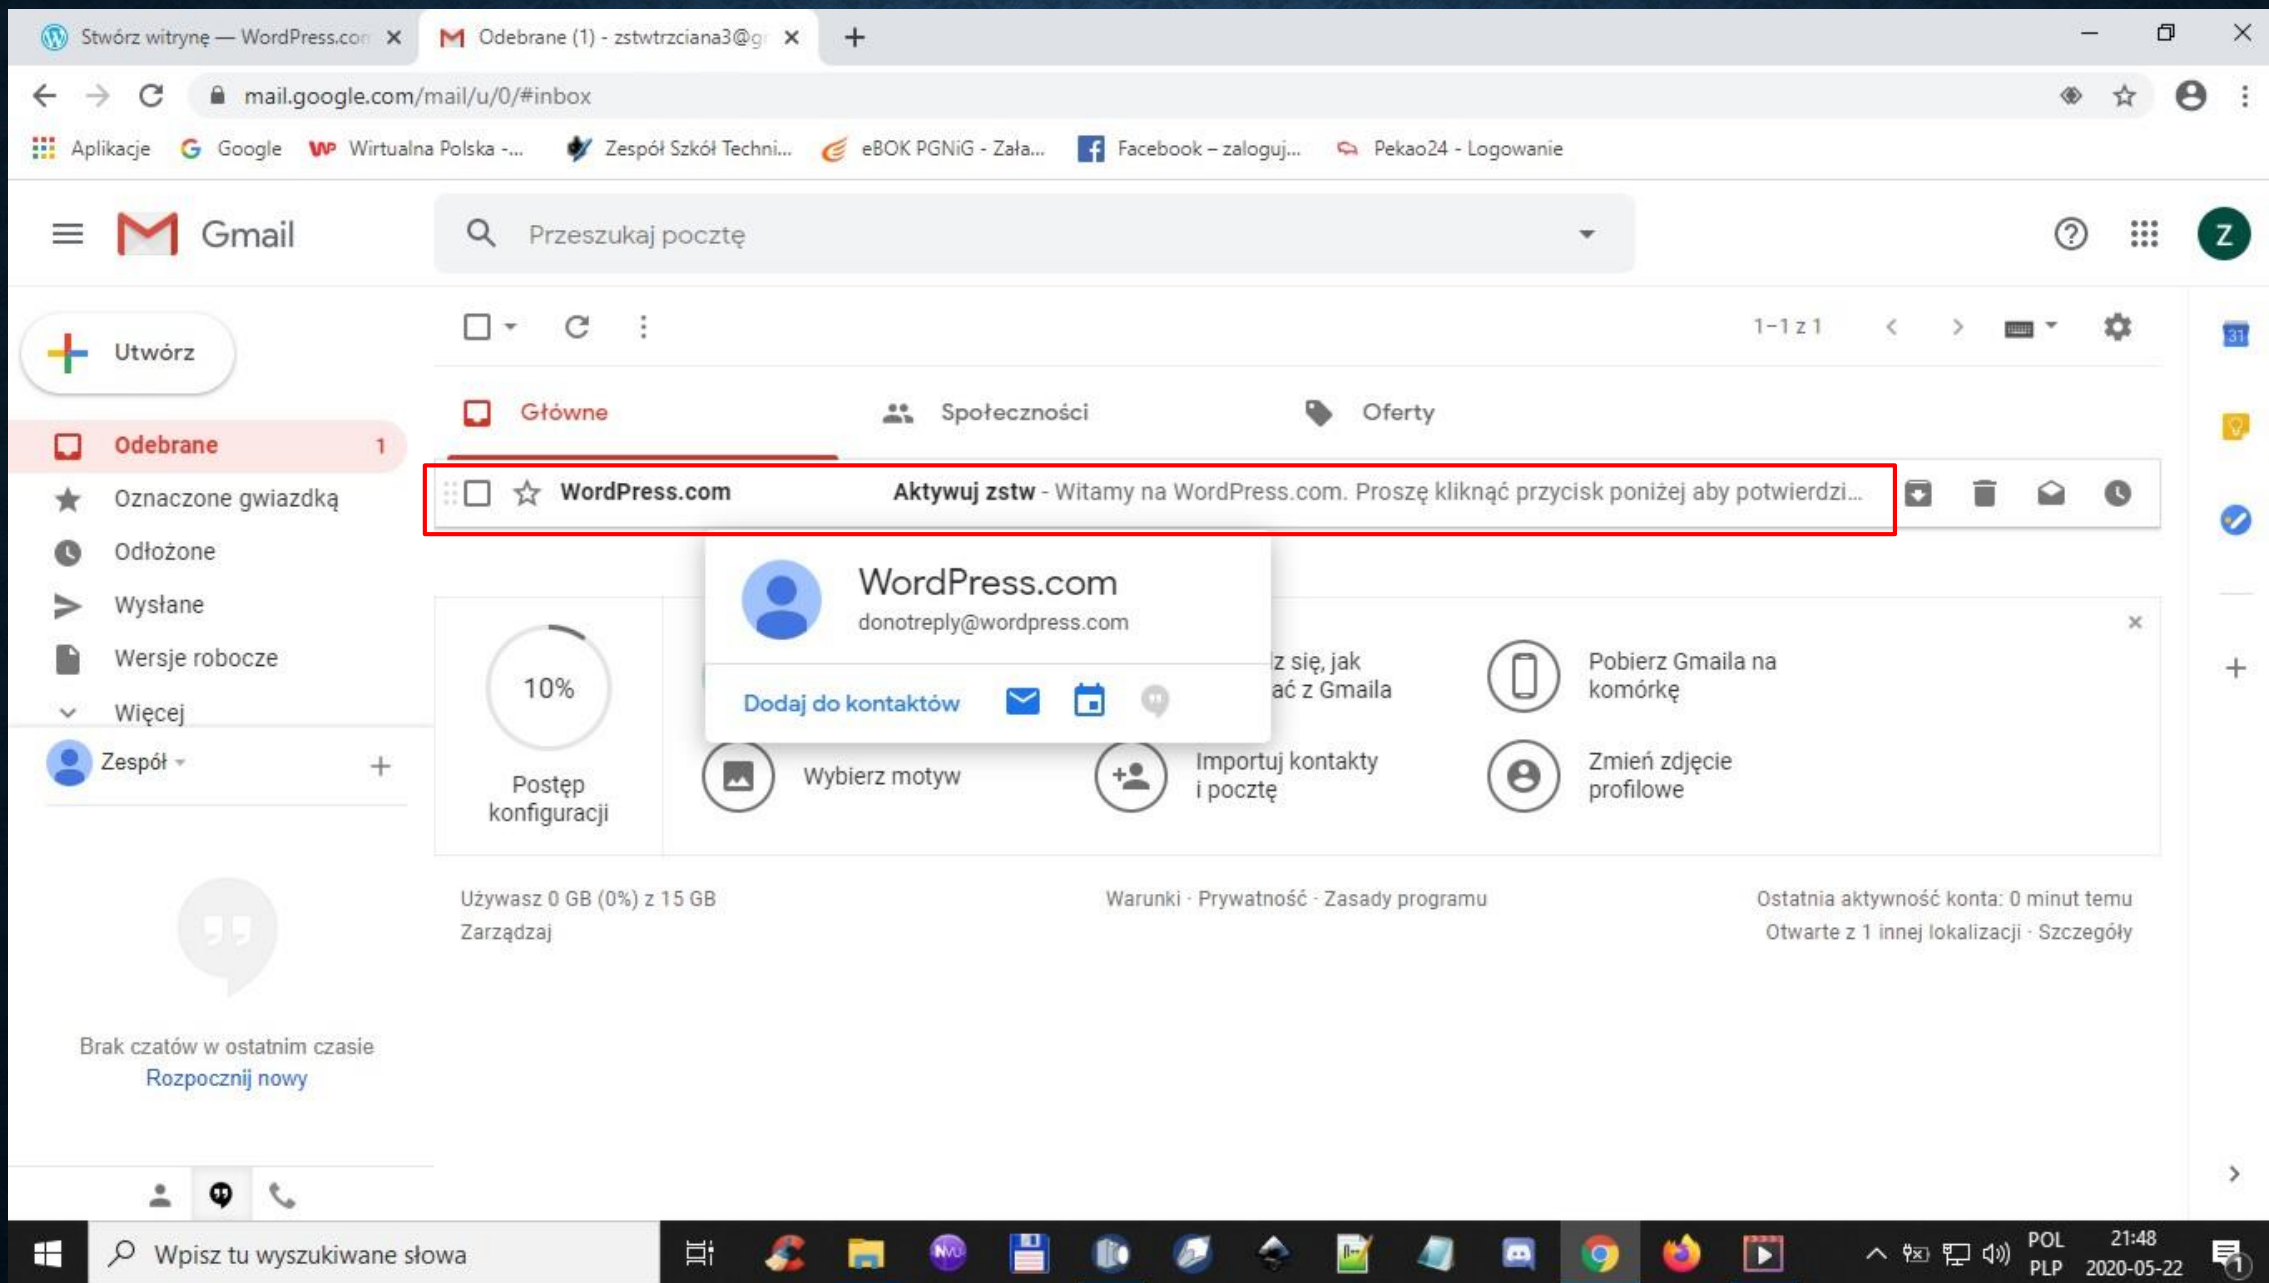 Stwórz witrynę — WordPress.com
Odebrane (1) - zstwtrzciana3@g
mail.google.com/mail/u/0/#inbox
Aplikacje
Google
Wirtualna Polska -...
Zespół Szkół Techni...
eBOK PGNiG - Zała...
Facebook – zaloguj...
Pekao24 - Logowanie
Gmail
Przeszukaj pocztę
Z
Utwórz
1–1 z 1
31
Główne
Społeczności
Oferty
Odebrane 1
WordPress.com
Aktywuj zstw - Witamy na WordPress.com. Proszę kliknąć przycisk poniżej aby potwierdzi...
Oznaczone gwiazdką
Odłożone
Wysłane
Wersje robocze
Więcej
Zespół
WordPress.com
donotreply@wordpress.com
Dodaj do kontaktów
10%
Postęp
konfiguracji
z się, jak
ać z Gmaila
Pobierz Gmaila na
komórkę
Wybierz motyw
Importuj kontakty
i pocztę
Zmień zdjęcie
profilowe
Używasz 0 GB (0%) z 15 GB
Zarządzaj
Warunki · Prywatność · Zasady programu
Ostatnia aktywność konta: 0 minut temu
Otwarte z 1 innej lokalizacji · Szczegóły
Brak czatów w ostatnim czasie
Rozpocznij nowy
Wpisz tu wyszukiwane słowa
NVU
POL
PLP
21:48
2020-05-22
1